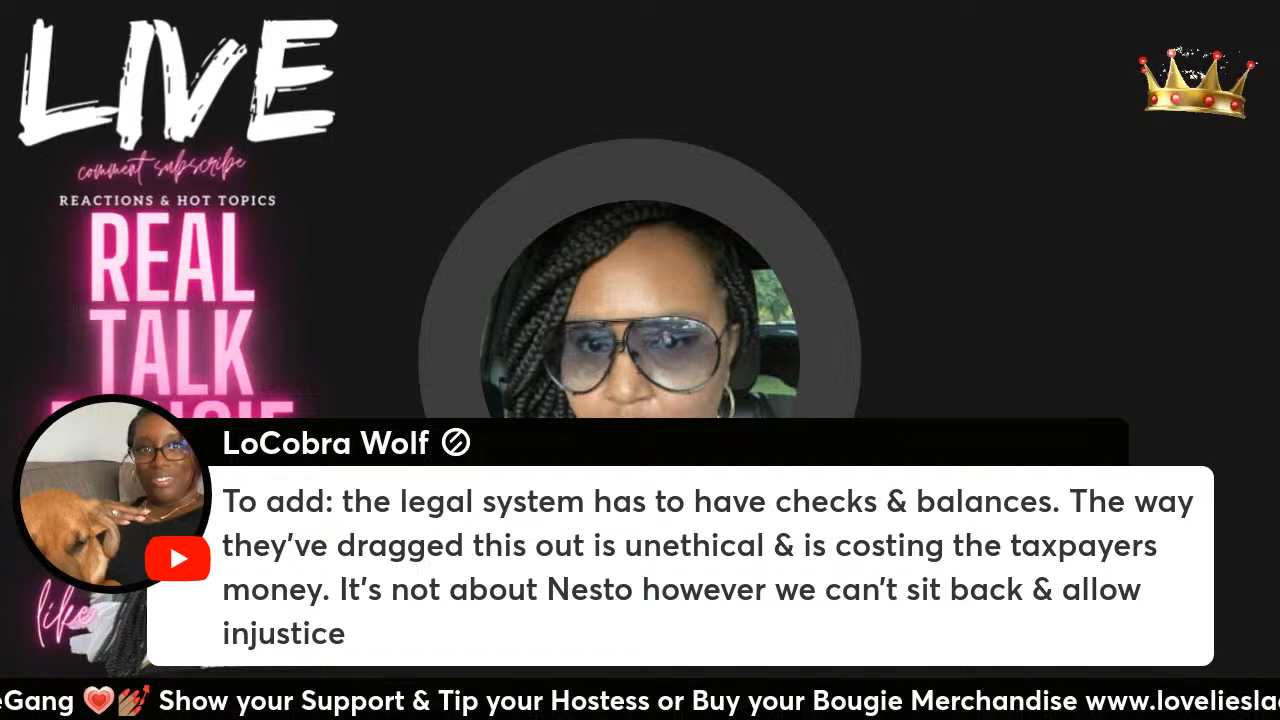 LIVE
comment subscribe
REACTIONS & HOT TOPICS
REAL
TALK
LoCobra Wolf
To add: the legal system has to have checks & balances. The way
they've dragged this out is unethical & is costing the taxpayers
money. It's not about Nesto however we can't sit back & allow
injustice
like
eGang 💗💅🏾 Show your Support & Tip your Hostess or Buy your Bougie Merchandise www.loveliesla